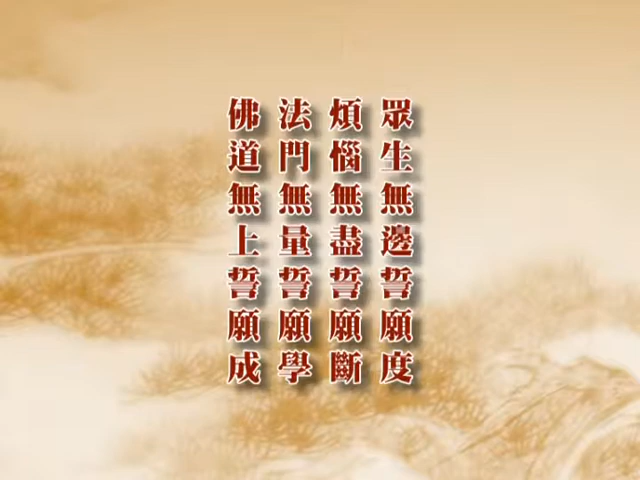 眾生無邊誓願度
煩惱無盡誓願斷
法門無量誓願學
佛道無上誓願成